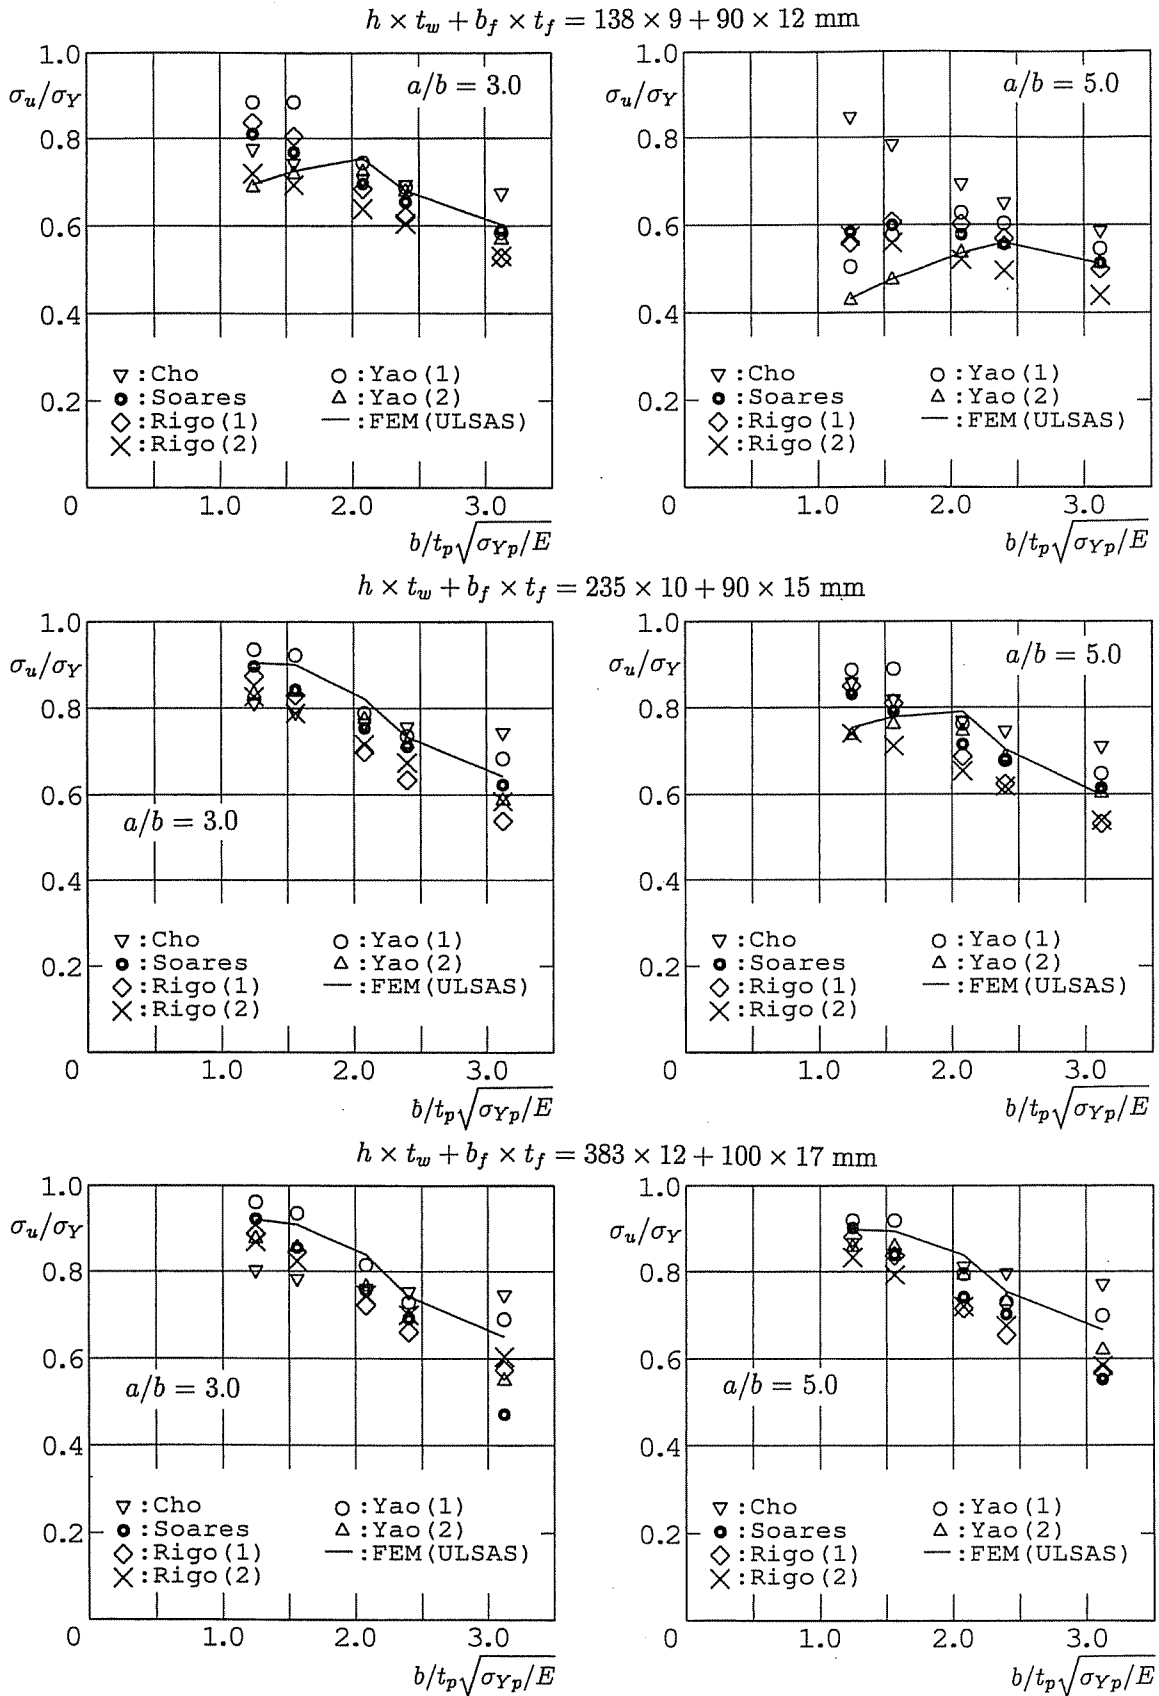 h × t_w + b_f × t_f = 138 × 9 + 90 × 12 mm
1.0
σ_u/σ_Y
a/b = 3.0
0.8
0.6
0.4
▽ :Cho ○ :Yao(1)
● :Soares △ :Yao(2)
0.2
◇ :Rigo(1) — :FEM(ULSAS)
× :Rigo(2)
0 1.0 2.0 3.0
b/t_p√σ_Yp/E
1.0
σ_u/σ_Y
a/b = 5.0
0.8
0.6
0.4
▽ :Cho ○ :Yao(1)
● :Soares △ :Yao(2)
0.2
◇ :Rigo(1) — :FEM(ULSAS)
× :Rigo(2)
0 1.0 2.0 3.0
b/t_p√σ_Yp/E
h × t_w + b_f × t_f = 235 × 10 + 90 × 15 mm
1.0
σ_u/σ_Y
0.8
0.6
a/b = 3.0
0.4
▽ :Cho ○ :Yao(1)
● :Soares △ :Yao(2)
0.2
◇ :Rigo(1) — :FEM(ULSAS)
× :Rigo(2)
0 1.0 2.0 3.0
b/t_p√σ_Yp/E
1.0
σ_u/σ_Y
a/b = 5.0
0.8
0.6
0.4
▽ :Cho ○ :Yao(1)
● :Soares △ :Yao(2)
0.2
◇ :Rigo(1) — :FEM(ULSAS)
× :Rigo(2)
0 1.0 2.0 3.0
b/t_p√σ_Yp/E
h × t_w + b_f × t_f = 383 × 12 + 100 × 17 mm
1.0
σ_u/σ_Y
0.8
0.6
a/b = 3.0
0.4
▽ :Cho ○ :Yao(1)
● :Soares △ :Yao(2)
0.2
◇ :Rigo(1) — :FEM(ULSAS)
× :Rigo(2)
0 1.0 2.0 3.0
b/t_p√σ_Yp/E
1.0
σ_u/σ_Y
0.8
0.6
a/b = 5.0
0.4
▽ :Cho ○ :Yao(1)
● :Soares △ :Yao(2)
0.2
◇ :Rigo(1) — :FEM(ULSAS)
× :Rigo(2)
0 1.0 2.0 3.0
b/t_p√σ_Yp/E